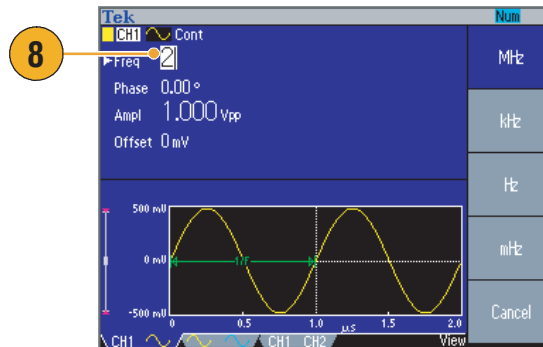 Tek Num
CH1 Cont
8
Freq 2
MHz
Phase 0.00 °
Ampl 1.000 Vpp
kHz
Offset 0 mV
Hz
500 mV
0 mV
1/F
mHz
-500 mV
0 0.5 1.0 μs 1.5 2.0
Cancel
CH1 CH1 CH2 View